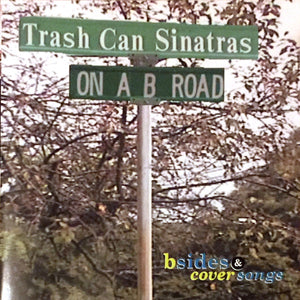 Trash Can Sinatras
ON A B ROAD
bsides &
cover songs